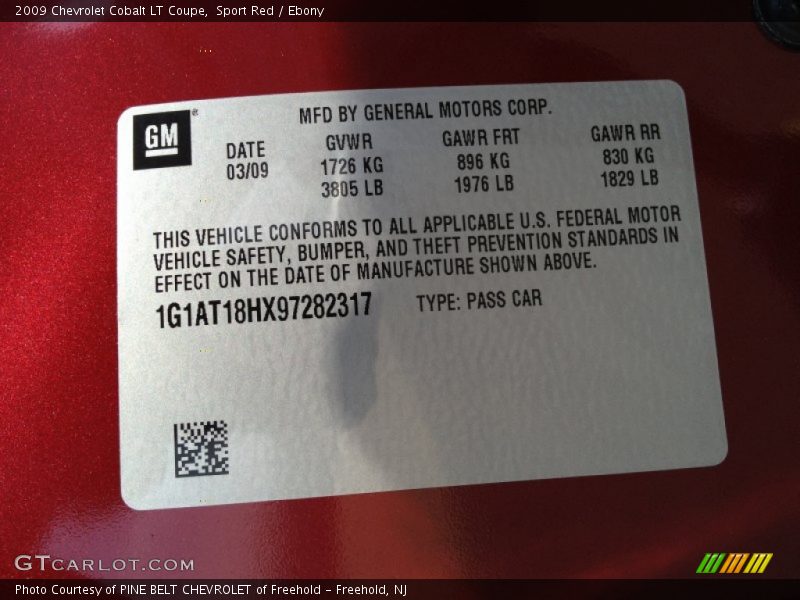 2009 Chevrolet Cobalt LT Coupe, Sport Red / Ebony
GM®
MFD BY GENERAL MOTORS CORP.
DATE GVWR GAWR FRT GAWR RR
03/09 1726 KG 896 KG 830 KG
3805 LB 1976 LB 1829 LB
THIS VEHICLE CONFORMS TO ALL APPLICABLE U.S. FEDERAL MOTOR
VEHICLE SAFETY, BUMPER, AND THEFT PREVENTION STANDARDS IN
EFFECT ON THE DATE OF MANUFACTURE SHOWN ABOVE.
1G1AT18HX97282317 TYPE: PASS CAR
GTCARLOT.COM
Photo Courtesy of PINE BELT CHEVROLET of Freehold - Freehold, NJ